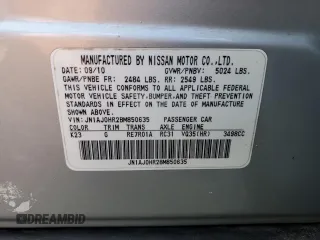 MANUFACTURED BY NISSAN MOTOR CO.,LTD.
DATE: 09/10 GVWR/PNBV: 5024 LBS.
GAWR/PNBE FR: 2484 LBS. RR: 2549 LBS.
THIS VEHICLE CONFORMS TO ALL APPLICABLE
FEDERAL MOTOR VEHICLE
SAFETY, BUMPER, AND THEFT PREVENTION
STANDARDS IN EFFECT ON THE DATE OF
MANUFACTURE
SHOWN ABOVE.
VIN: JN1AJ0HR2BM850635 PASSENGER CAR
COLOR TRIM TRANS AXLE ENGINE
K23 G RE7R01A RC31 VQ35(HR) 3498CC
JN1AJ0HR2BM850635
DREAMBID